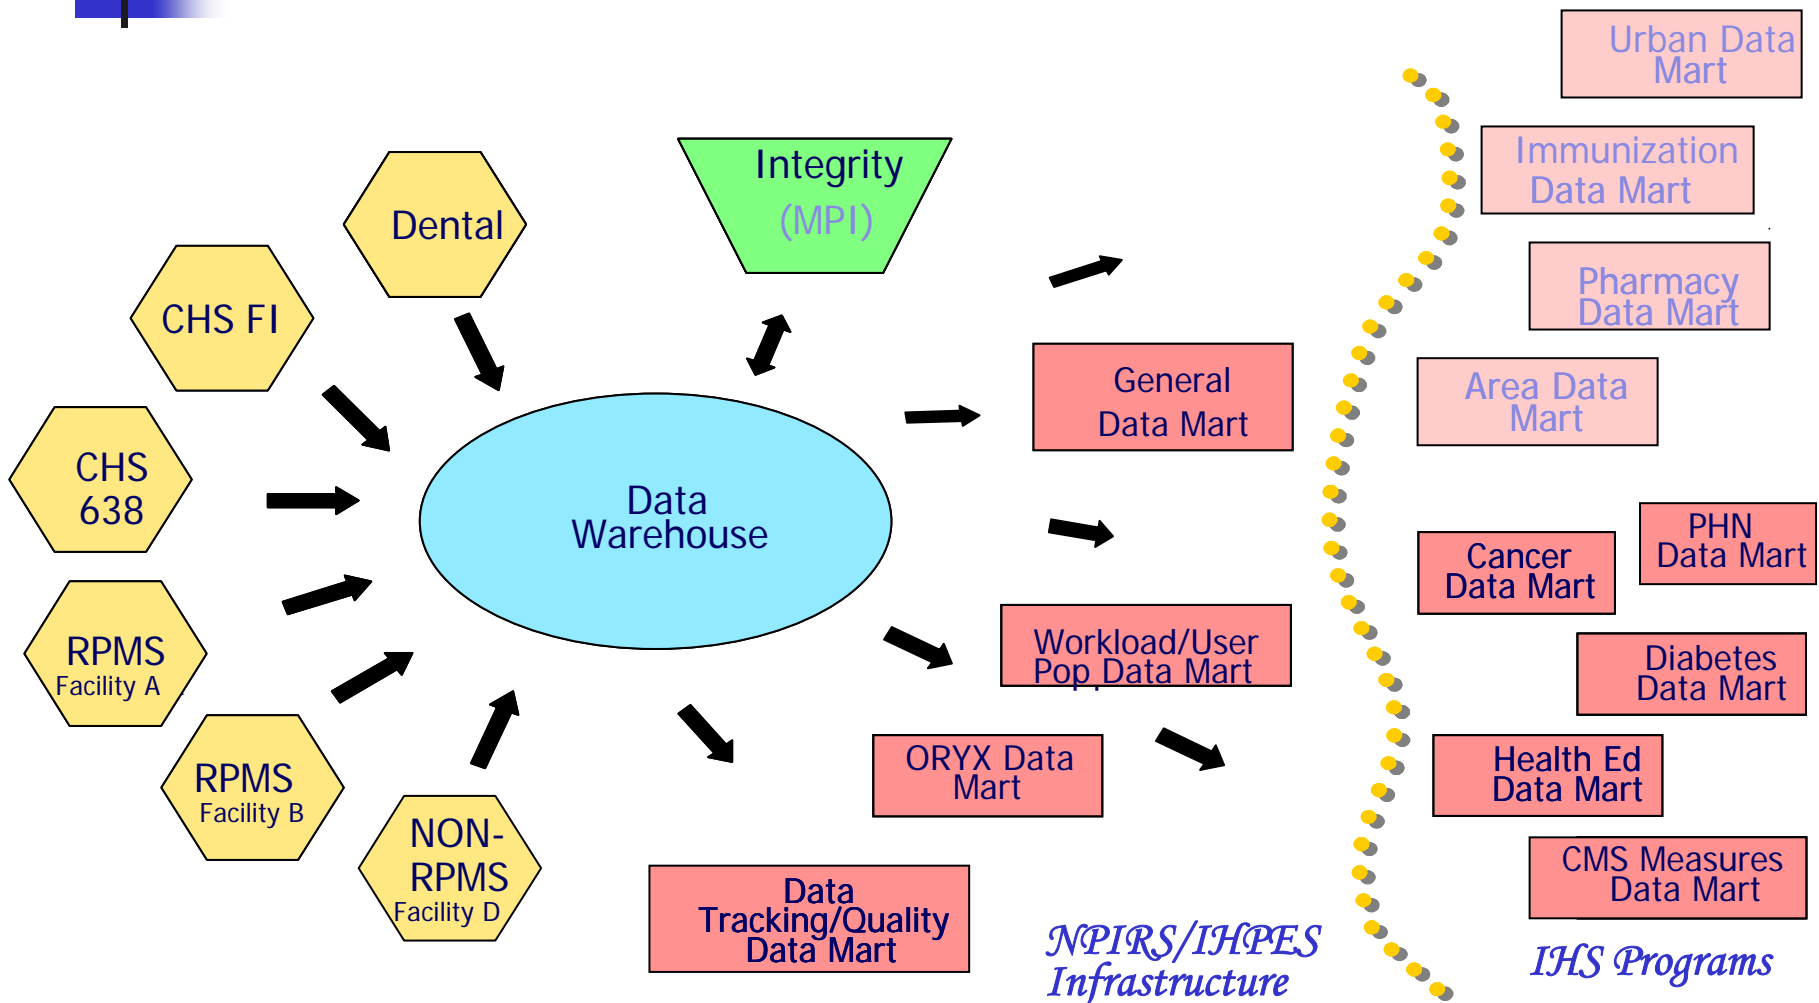 Urban Data
Mart
Immunization
Data Mart
Integrity
(MPI)
Dental
Pharmacy
Data Mart
CHS FI
General
Data Mart
Area Data
Mart
CHS
638
Data
Warehouse
PHN
Data Mart
Cancer
Data Mart
RPMS
Facility A
Workload/User
Pop Data Mart
Diabetes
Data Mart
RPMS
Facility B
ORYX Data
Mart
Health Ed
Data Mart
NON-
RPMS
Facility D
Data
Tracking/Quality
Data Mart
CMS Measures
Data Mart
NPIRS/IHPES
Infrastructure
IHS Programs